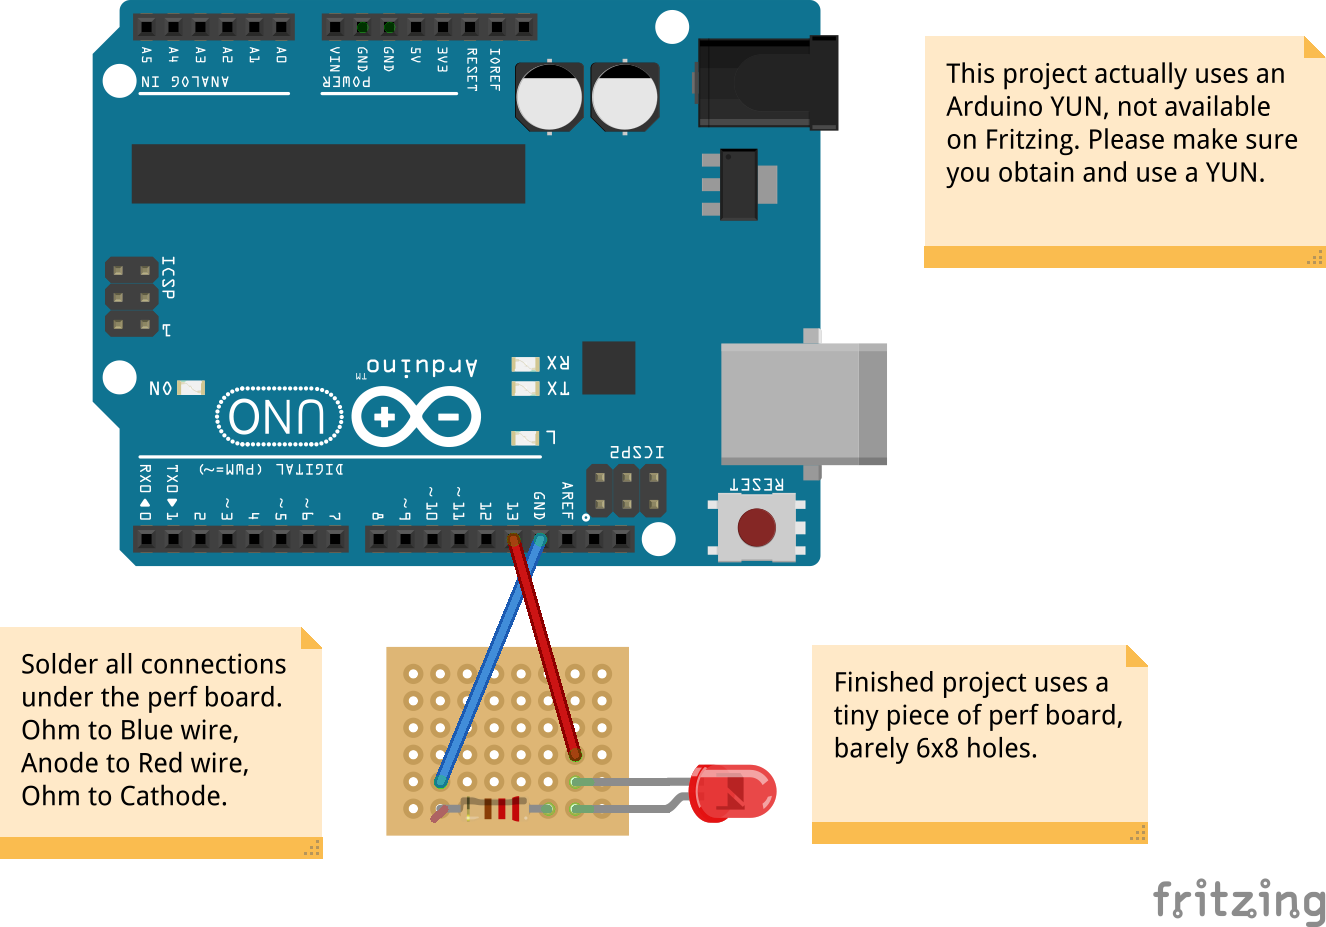 A5 A4 A3 A2 A1 A0
ANALOG IN
VIN GND GND 5V 3V3 RESET IOREF
POWER
This project actually uses an
Arduino YUN, not available
on Fritzing. Please make sure
you obtain and use a YUN.
ICSP
1
ON
UNO
Arduino
TM
RX
TX
L
ICSP2
RESET
DIGITAL (PWM=~)
RX0 ◀ 0 TX0 ▶ 1 2 ~3 4 ~5 ~6 7 8 ~9 ~10 ~11 12 13 GND AREF
Solder all connections
under the perf board.
Ohm to Blue wire,
Anode to Red wire,
Ohm to Cathode.
Finished project uses a
tiny piece of perf board,
barely 6x8 holes.
fritzing